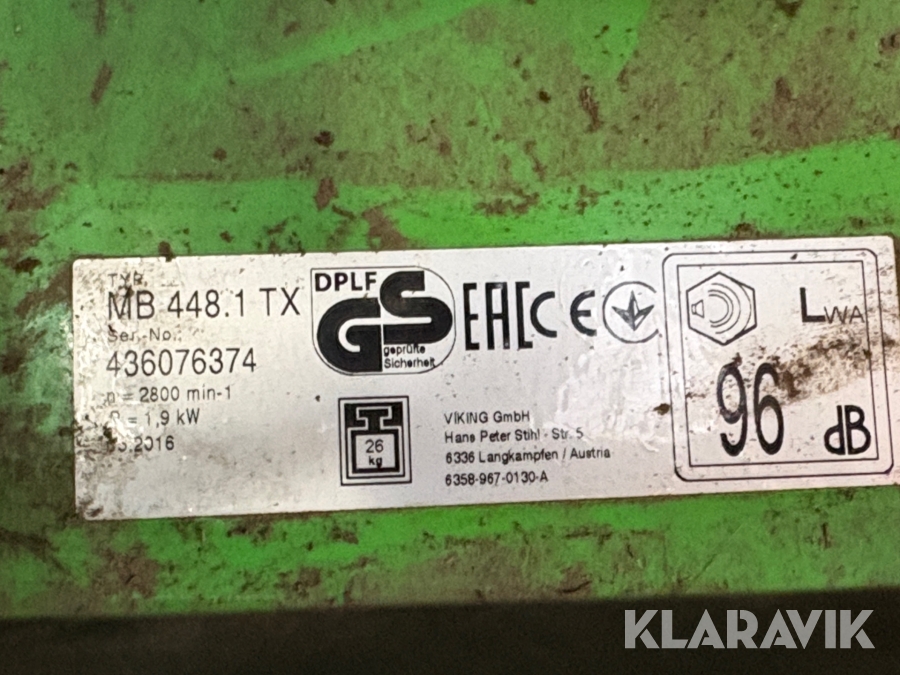 TYP.
MB 448.1 TX
Ser.-No.:
436076374
n = 2800 min-1
P = 1,9 kW
2016
DPLF
GS
geprüfte
Sicherheit
26
kg
EAC CE
VIKING GmbH
Hans Peter Stihl - Str. 5
6336 Langkampfen / Austria
6358-967-0130-A
LWA
96 dB
KLARAVIK